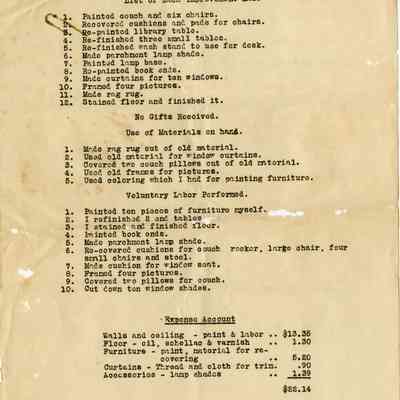 List of
1. Painted couch and six chairs.
2. Recovered cushions and pads for chairs.
3. Re-painted library table.
4. Re-finished three small tables.
5. Re-finished wash stand to use for desk.
6. Made parchment lamp shade.
7. Painted lamp base.
8. Re-painted book ends.
9. Made curtains for ten windows.
10. Framed four pictures.
11. Made rag rug.
12. Stained floor and finished it.
No Gifts Received.
Use of Materials on hand.
1. Made rag rug out of old material.
2. Used old material for window curtains.
3. Covered two couch pillows out of old material.
4. Used old frames for pictures.
5. Used coloring which I had for painting furniture.
Voluntary Labor Performed.
1. Painted ten pieces of furniture myself.
2. I refinished 2 end tables
3. I stained and finished floor.
4. Painted book ends.
5. Made parchment lamp shade.
6. Re-covered cushions for couch rocker, large chair, four
small chairs and stool.
7. Made cushion for window seat.
8. Framed four pictures.
9. Covered two pillows for couch.
10. Cut down ten window shades.
Expense Account
Walls and ceiling - paint & labor .. $13.35
Floor - oil, schellac & varnish .. 1.30
Furniture - paint, material for re-
covering .. 5.20
Curtains - Thread and cloth for trim. .90
Accessories - lamp shades .. 1.39
$22.14